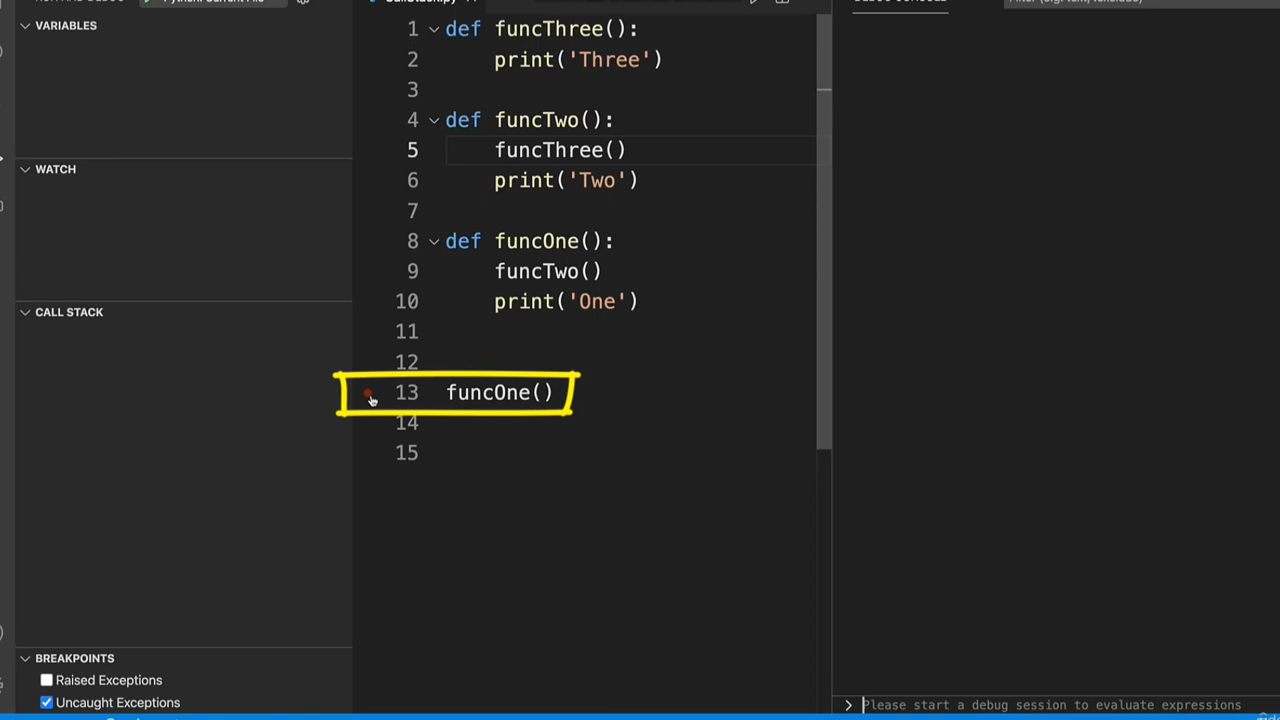 VARIABLES
WATCH
CALL STACK
BREAKPOINTS
Raised Exceptions
Uncaught Exceptions
1 def funcThree():
2 print('Three')
3
4 def funcTwo():
5 funcThree()
6 print('Two')
7
8 def funcOne():
9 funcTwo()
10 print('One')
11
12
13 funcOne()
14
15
Please start a debug session to evaluate expressions